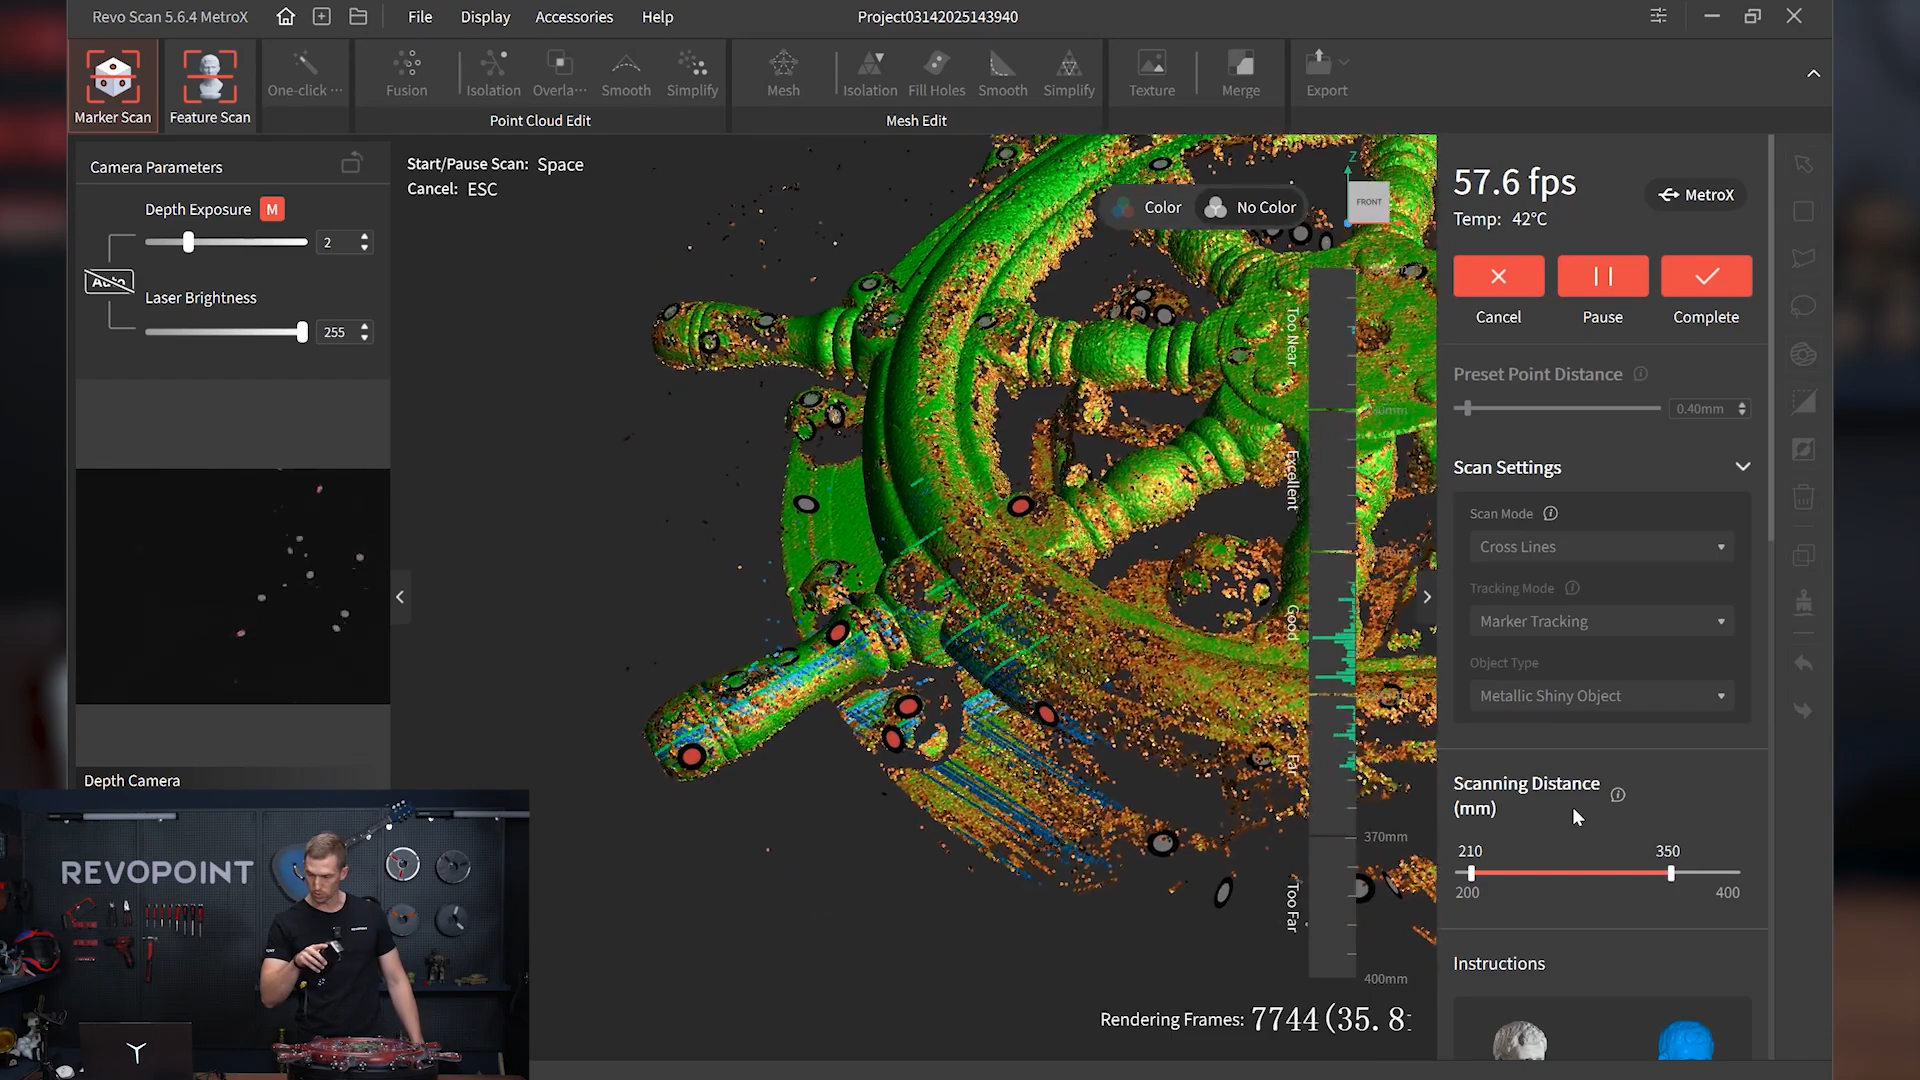 Revo Scan 5.6.4 MetroX
File
Display
Accessories
Help
Project03142025143940
Marker Scan
Feature Scan
One-click ···
Fusion
Isolation
Overla···
Smooth
Simplify
Point Cloud Edit
Mesh
Isolation
Fill Holes
Smooth
Simplify
Mesh Edit
Texture
Merge
Export
Camera Parameters
Depth Exposure M
2
Auto
Laser Brightness
255
Depth Camera
Start/Pause Scan: Space
Cancel: ESC
Color
No Color
Z
FRONT
Too Near
Excellent
Good
Far
Too Far
370mm
400mm
Rendering Frames: 7744(35.8
57.6 fps
Temp: 42°C
MetroX
Cancel
Pause
Complete
Preset Point Distance
0.40mm
Scan Settings
Scan Mode
Cross Lines
Tracking Mode
Marker Tracking
Object Type
Metallic Shiny Object
Scanning Distance
(mm)
210
350
200
400
Instructions
REVOPOINT